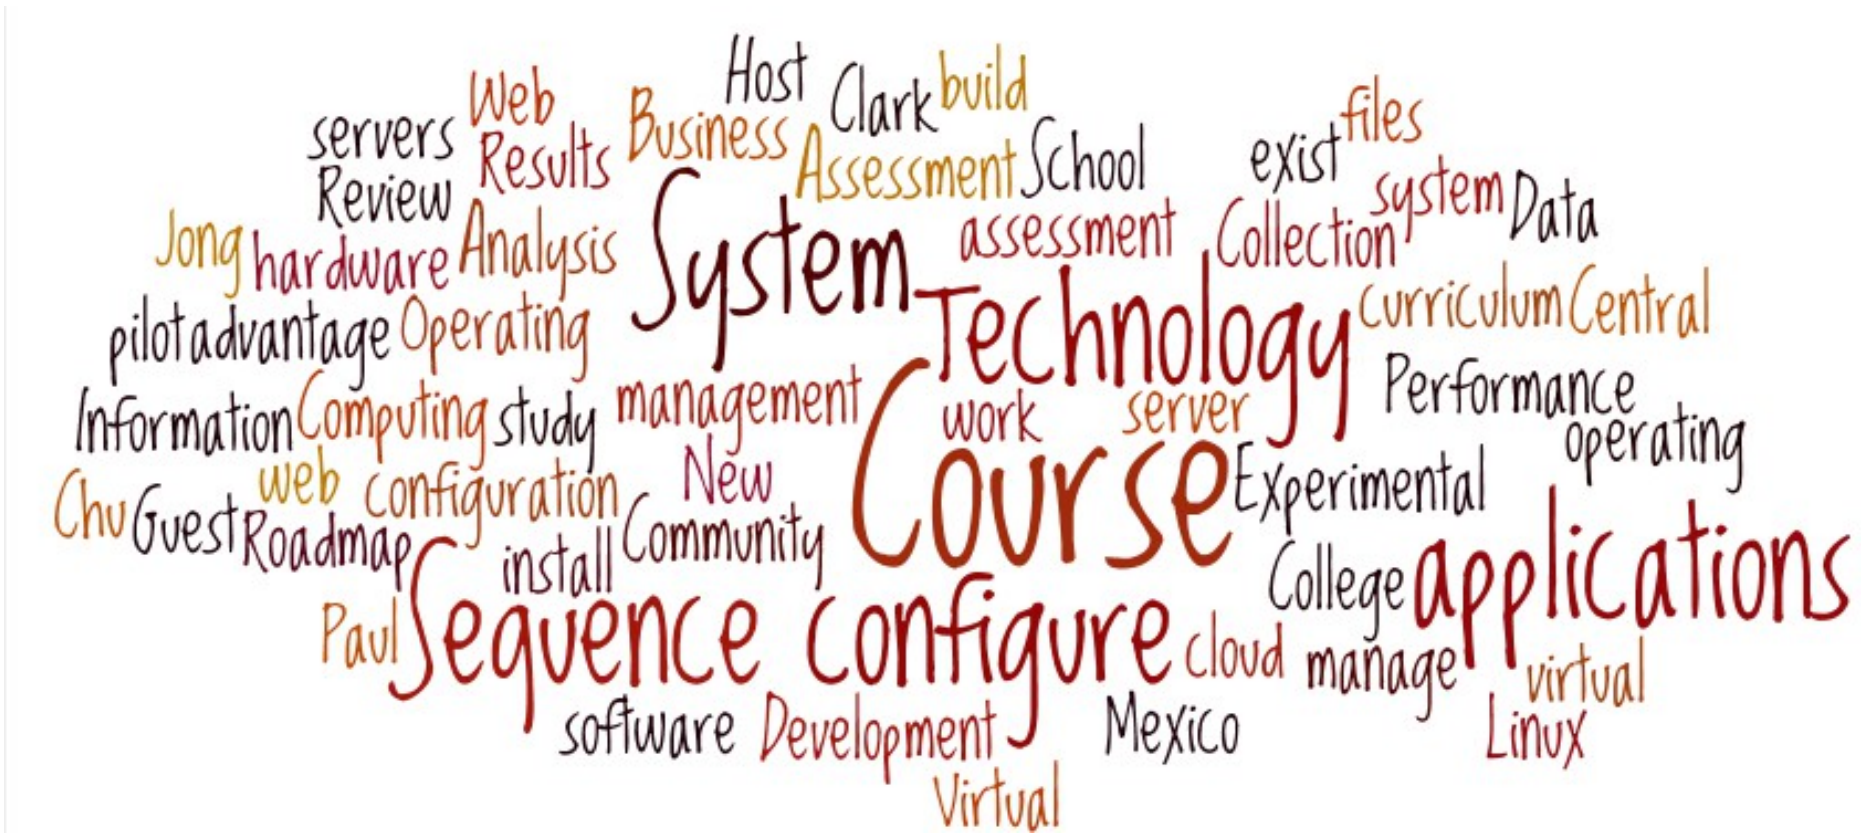 Host
Clark
build
Web
Business
files
servers
Results
Assessment
School
exist
Review
system
Data
Jong
hardware
Analysis
System
assessment
Collection
pilot
advantage
Operating
Technology
curriculum
Central
Information
Computing
study
management
work
server
Performance
operating
Chu
Guest
web
configuration
New
Course
Experimental
Roadmap
install
Community
College
applications
Paul
Sequence
configure
cloud
manage
virtual
software
Development
Mexico
Linux
Virtual